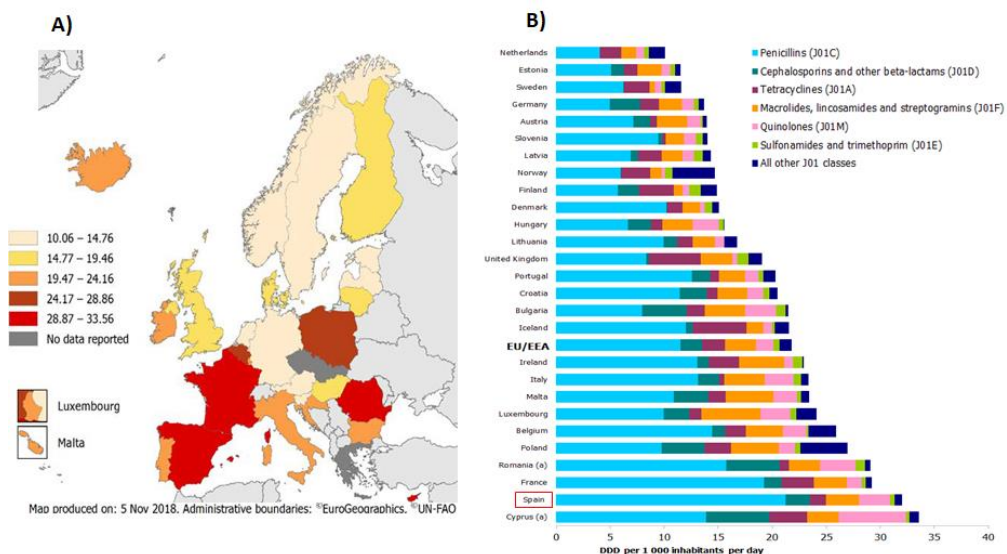 A)
10.06 – 14.76
14.77 – 19.46
19.47 – 24.16
24.17 – 28.86
28.87 – 33.56
No data reported
Luxembourg
Malta
Map produced on: 5 Nov 2018. Administrative boundaries: ©EuroGeographics. ©UN-FAO
B)
Netherlands
Estonia
Sweden
Germany
Austria
Slovenia
Latvia
Norway
Finland
Denmark
Hungary
Lithuania
United Kingdom
Portugal
Croatia
Bulgaria
Iceland
EU/EEA
Ireland
Italy
Malta
Luxembourg
Belgium
Poland
Romania (a)
France
Spain
Cyprus (a)
0 5 10 15 20 25 30 35 40
DDD per 1 000 inhabitants per day
Penicillins (J01C)
Cephalosporins and other beta-lactams (J01D)
Tetracyclines (J01A)
Macrolides, lincosamides and streptogramins (J01F)
Quinolones (J01M)
Sulfonamides and trimethoprim (J01E)
All other J01 classes